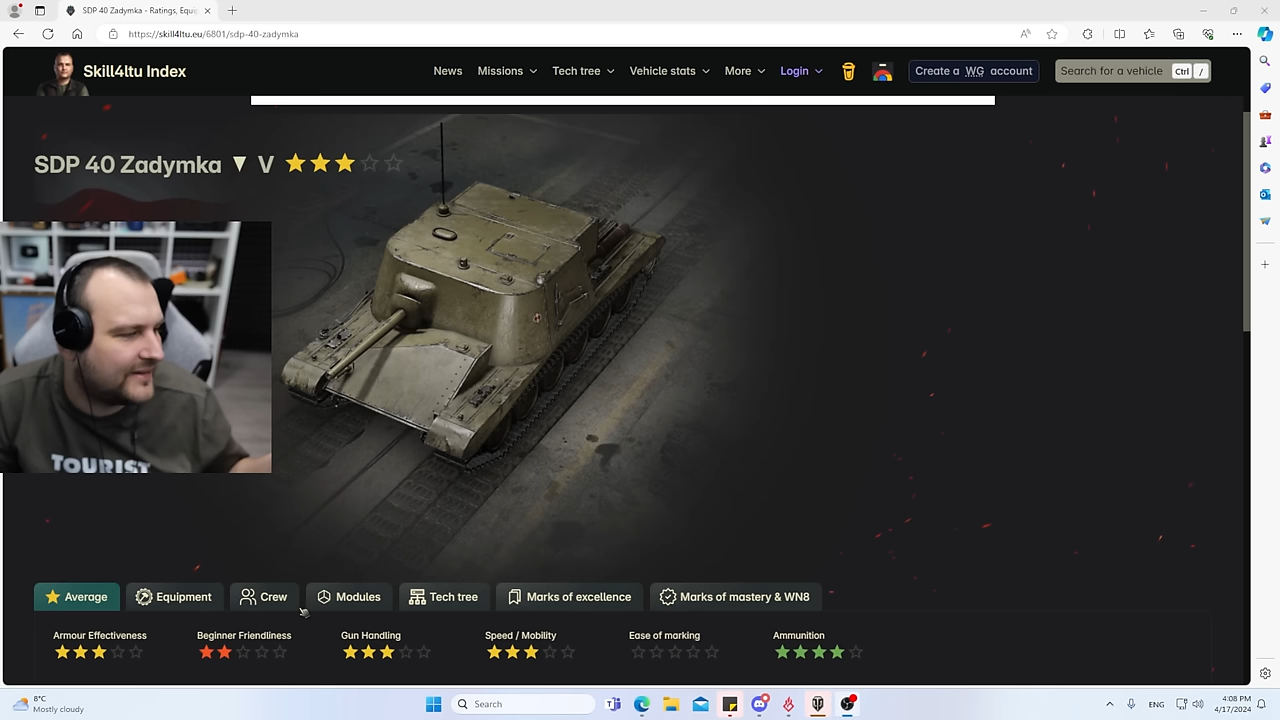 SDP 40 Zadymka - Ratings, Equi
https://skill4ltu.eu/6801/sdp-40-zadymka
Skill4ltu Index
News
Missions
Tech tree
Vehicle stats
More
Login
Create a WG account
Search for a vehicle
Ctrl
/
SDP 40 Zadymka V
TOURIST
Average
Equipment
Crew
Modules
Tech tree
Marks of excellence
Marks of mastery & WN8
Armour Effectiveness
Beginner Friendliness
Gun Handling
Speed / Mobility
Ease of marking
Ammunition
8°C
Mostly cloudy
Search
ENG
4:08 PM
4/17/2024